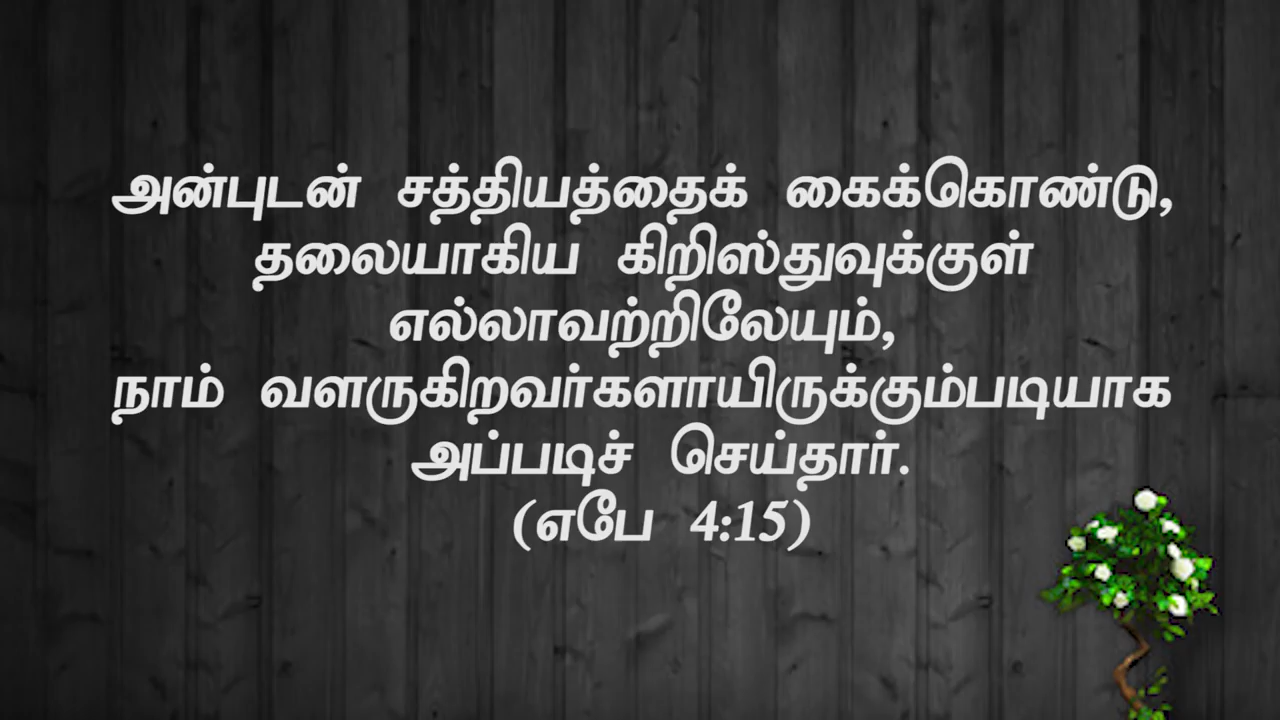 அன்புடன் சத்தியத்தைக் கைக்கொண்டு,
தலையாகிய கிறிஸ்துவுக்குள்
எல்லாவற்றிலேயும்,
நாம் வளருகிறவர்களாயிருக்கும்படியாக
அப்படிச் செய்தார்.
(எபே 4:15)